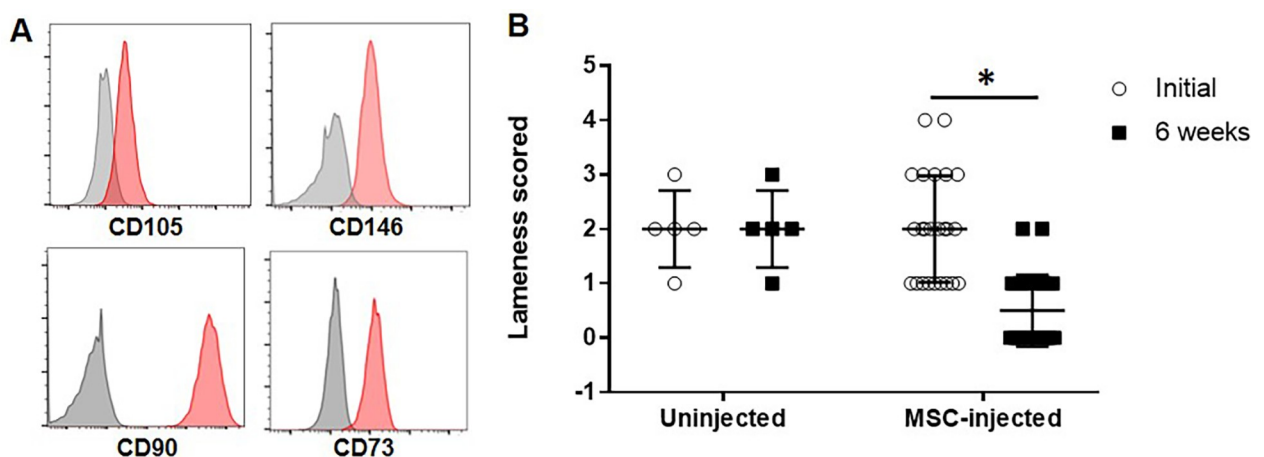 A
CD105
CD146
CD90
CD73
B
Lameness scored
5
4
3
2
1
0
-1
*
Uninjected
MSC-injected
Initial
6 weeks